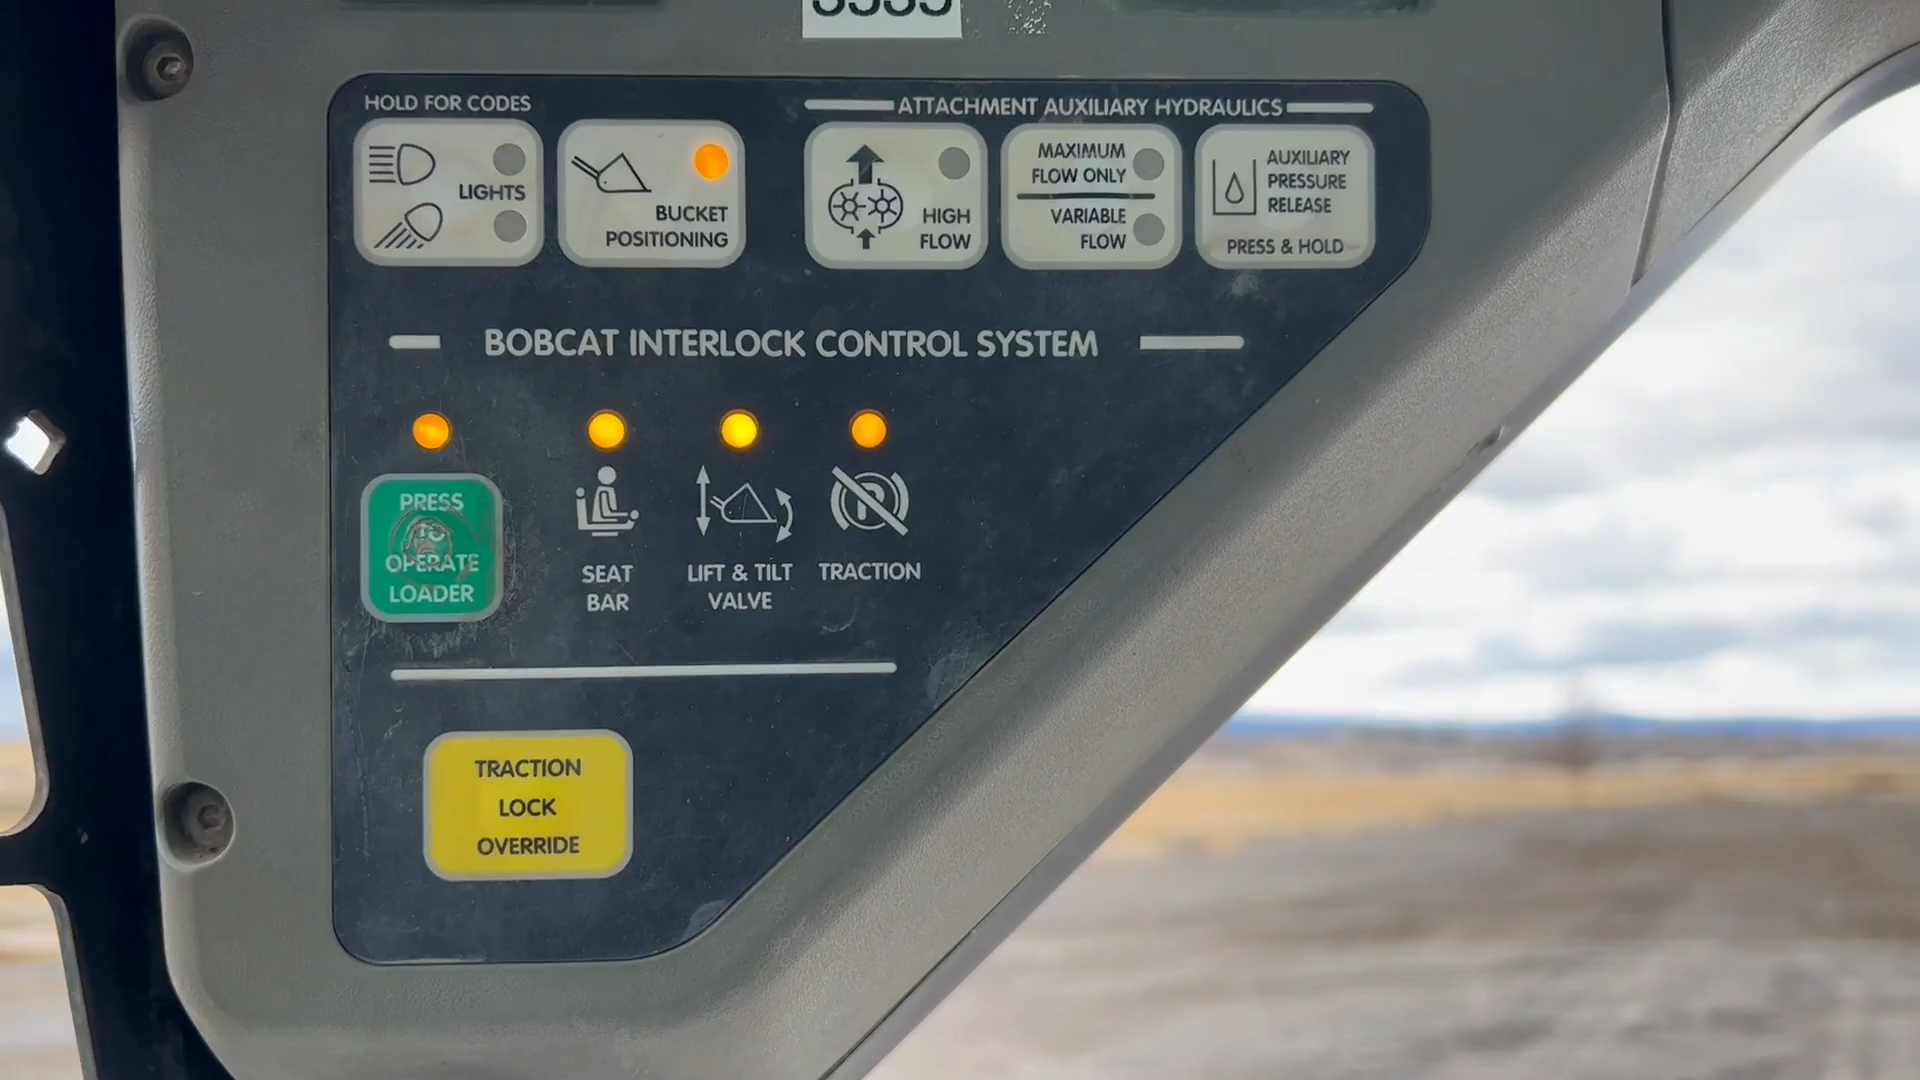 HOLD FOR CODES
LIGHTS
BUCKET
POSITIONING
ATTACHMENT AUXILIARY HYDRAULICS
HIGH
FLOW
MAXIMUM
FLOW ONLY
VARIABLE
FLOW
AUXILIARY
PRESSURE
RELEASE
PRESS & HOLD
BOBCAT INTERLOCK CONTROL SYSTEM
PRESS
TO
OPERATE
LOADER
SEAT
BAR
LIFT & TILT
VALVE
TRACTION
TRACTION
LOCK
OVERRIDE